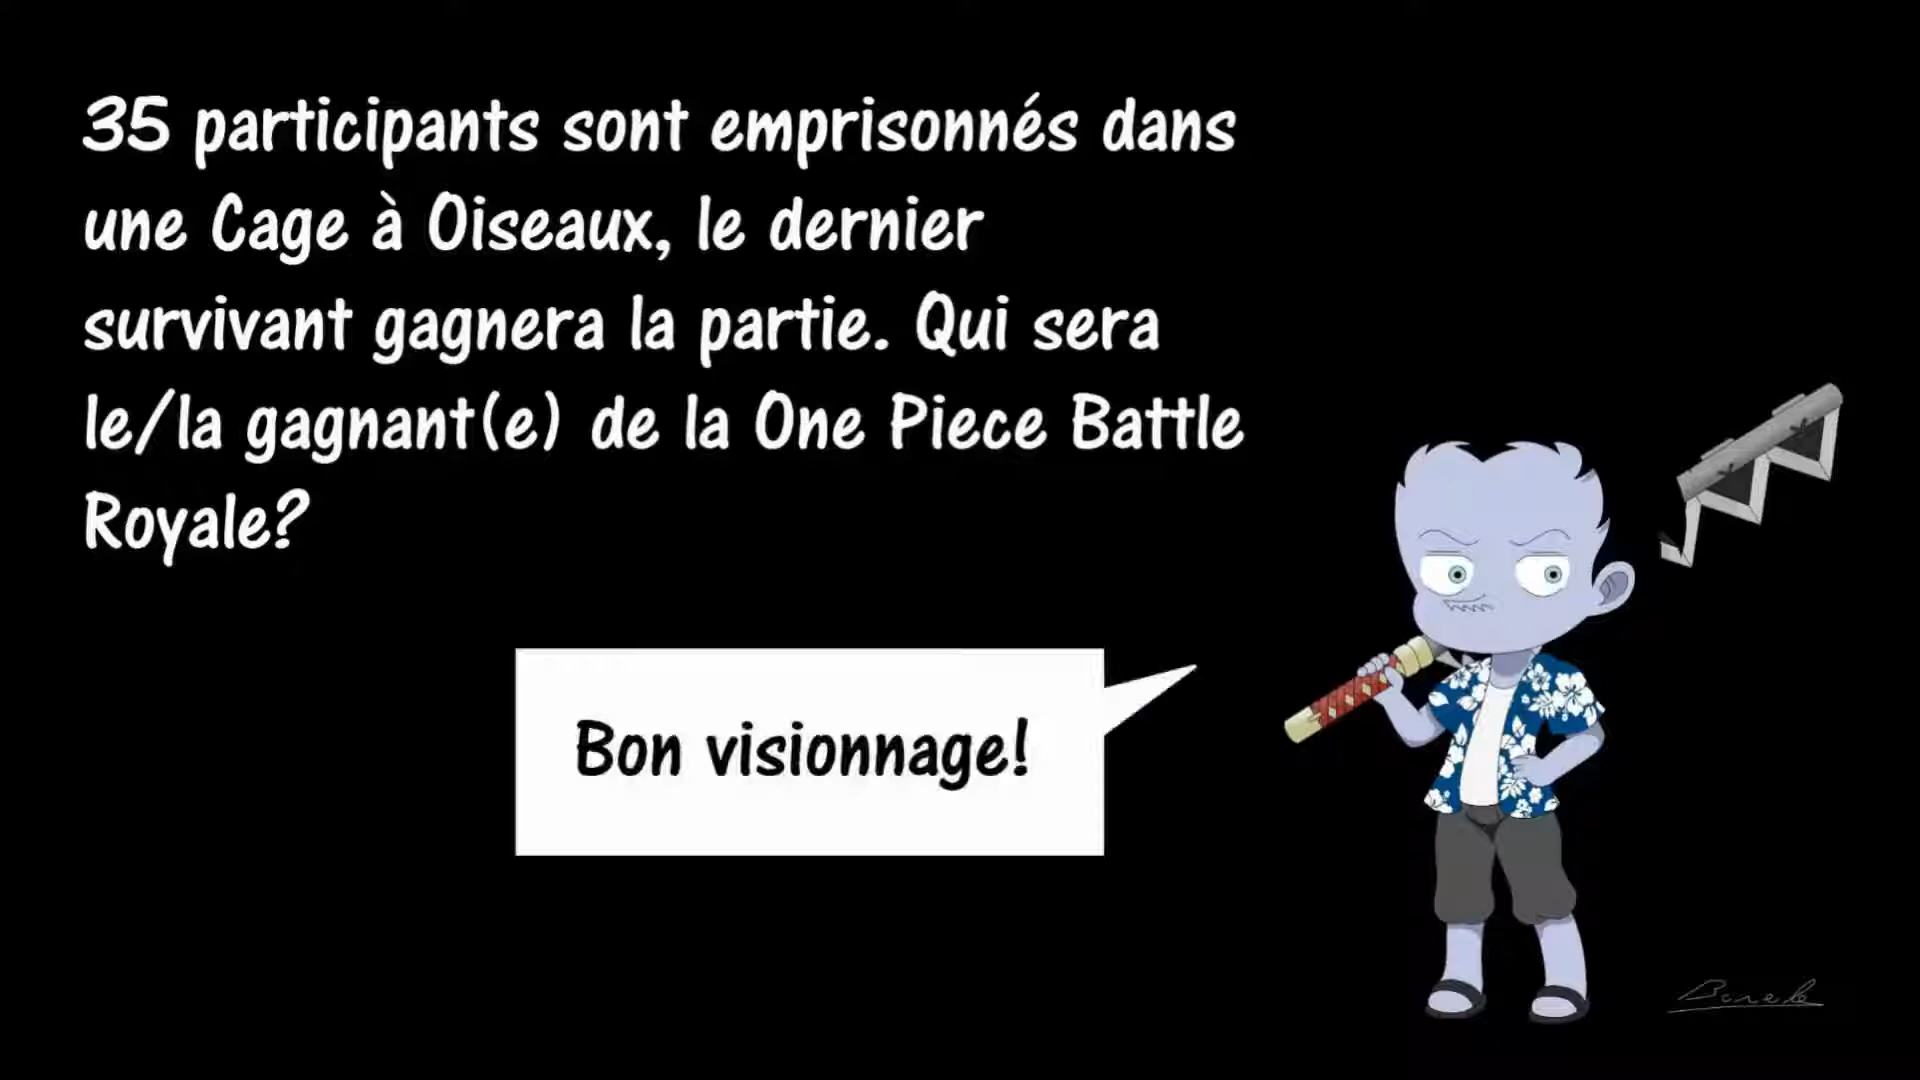 35 participants sont emprisonnés dans
une Cage à Oiseaux, le dernier
survivant gagnera la partie. Qui sera
le/la gagnant(e) de la One Piece Battle
Royale?
Bon visionnage!